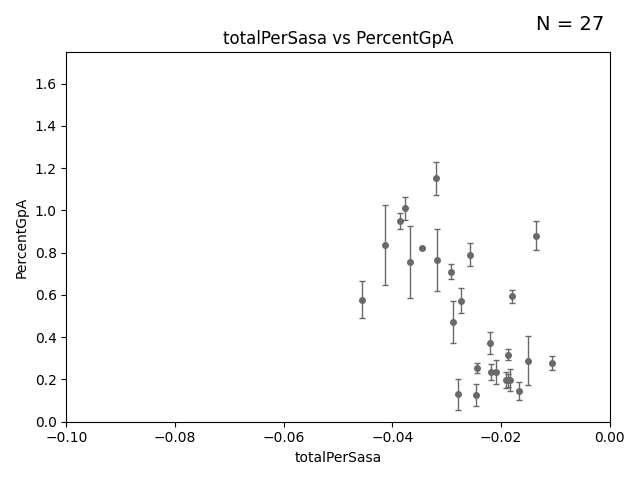 N = 27
totalPerSasa vs PercentGpA
PercentGpA
1.6
1.4
1.2
1.0
0.8
0.6
0.4
0.2
0.0
−0.10 −0.08 −0.06 −0.04 −0.02 0.00
totalPerSasa